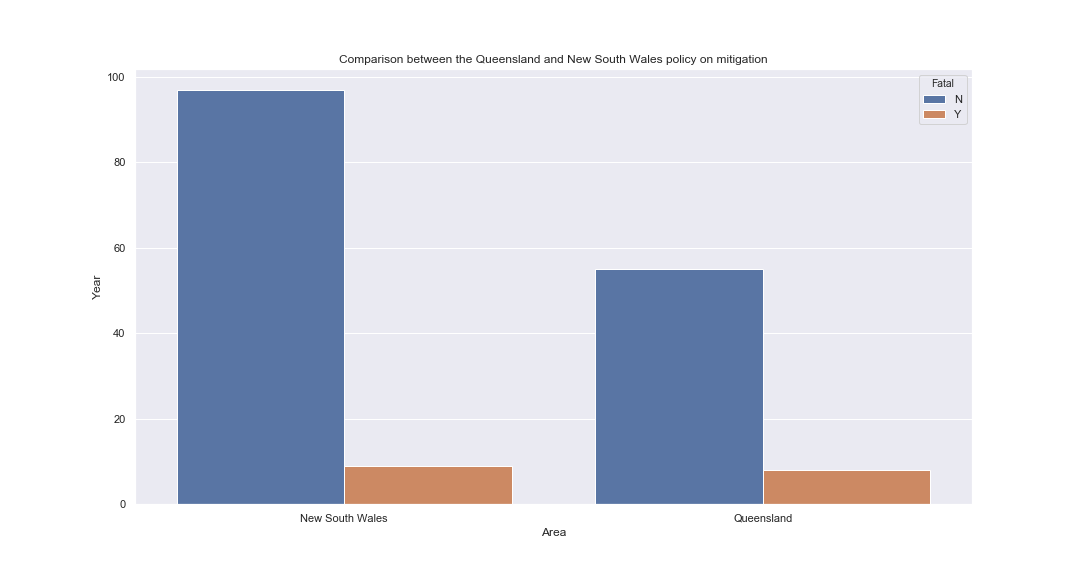 Comparison between the Queensland and New South Wales policy on mitigation
Fatal
N
Y
100
80
60
40
20
0
Year
New South Wales
Queensland
Area